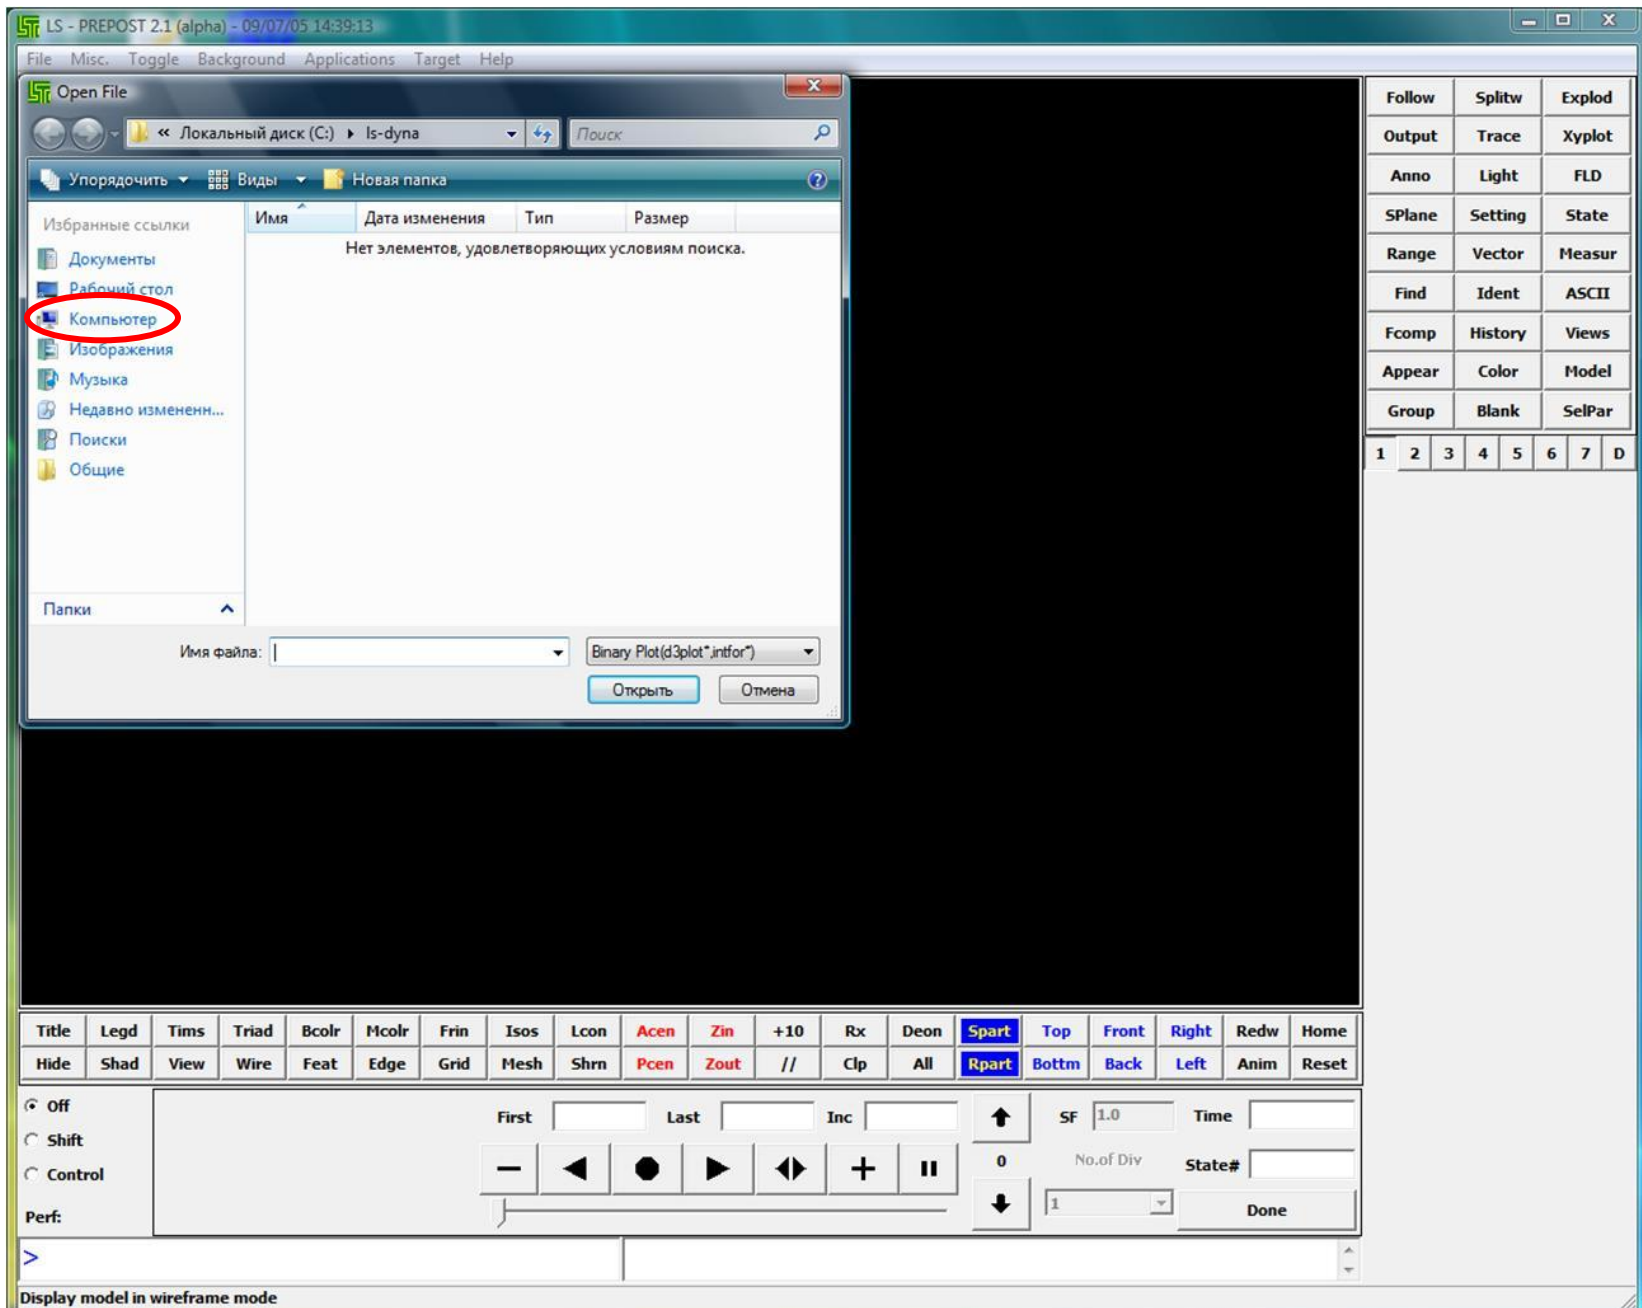 LS - PREPOST 2.1 (alpha) - 09/07/05 14:39:13
File Misc. Toggle Background Applications Target Help
Open File
« Локальный диск (C:) ls-dyna Поиск
Упорядочить Виды Новая папка
Избранные ссылки
Документы
Рабочий стол
Компьютер
Изображения
Музыка
Недавно измененн...
Поиски
Общие
Папки
Имя Дата изменения Тип Размер
Нет элементов, удовлетворяющих условиям поиска.
Имя файла: Binary Plot(d3plot*,intfor*)
Открыть Отмена
Follow Splitw Explod
Output Trace Xyplot
Anno Light FLD
SPlane Setting State
Range Vector Measur
Find Ident ASCII
Fcomp History Views
Appear Color Model
Group Blank SelPar
1 2 3 4 5 6 7 D
Title Legd Tims Triad Bcolr Mcolr Frin Isos Lcon Acen Zin +10 Rx Deon Spart Top Front Right Redw Home
Hide Shad View Wire Feat Edge Grid Mesh Shrn Pcen Zout // Clp All Rpart Bottm Back Left Anim Reset
Off
Shift
Control
Perf:
First Last Inc
SF 1.0 Time
0 No.of Div State#
1 Done
>
Display model in wireframe mode